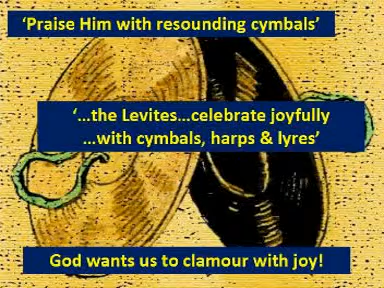 ‘Praise Him with resounding cymbals’
‘...the Levites...celebrate joyfully
...with cymbals, harps & lyres’
God wants us to clamour with joy!